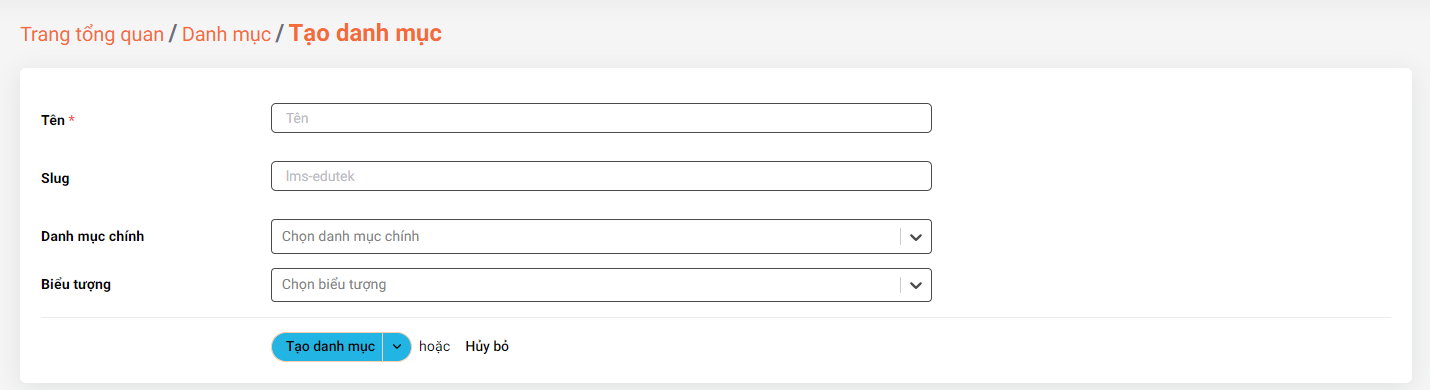 Trang tổng quan / Danh mục / Tạo danh mục
Tên *
Tên
Slug
lms-edutek
Danh mục chính
Chọn danh mục chính
Biểu tượng
Chọn biểu tượng
Tạo danh mục hoặc Hủy bỏ